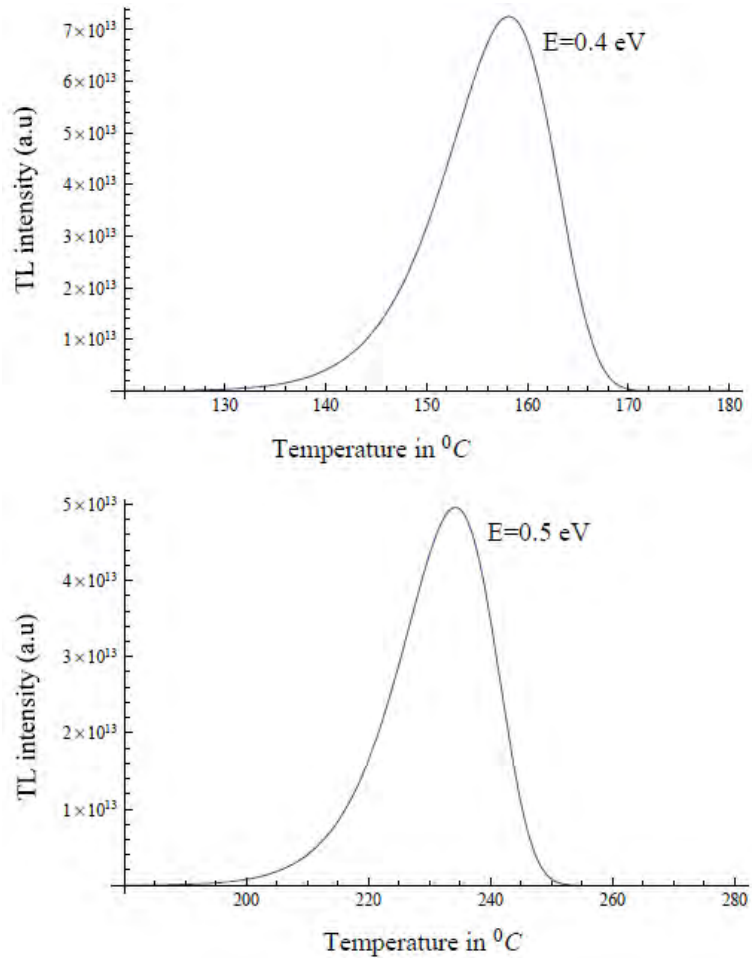 7×10¹³
E=0.4 eV
6×10¹³
5×10¹³
4×10¹³
3×10¹³
2×10¹³
1×10¹³
TL intensity (a.u)
130 140 150 160 170 180
Temperature in ⁰C
5×10¹³
E=0.5 eV
4×10¹³
3×10¹³
2×10¹³
1×10¹³
TL intensity (a.u)
200 220 240 260 280
Temperature in ⁰C